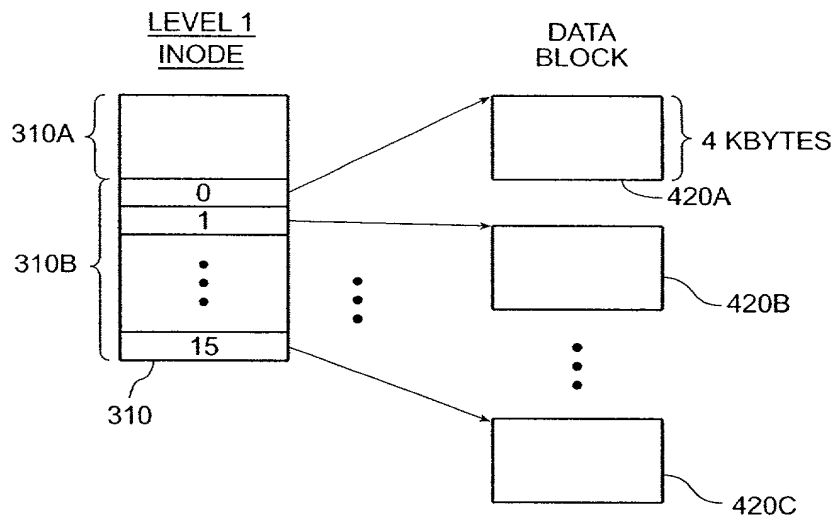 LEVEL 1
INODE
DATA
BLOCK
310A
0
1
310B
15
310
4 KBYTES
420A
420B
420C